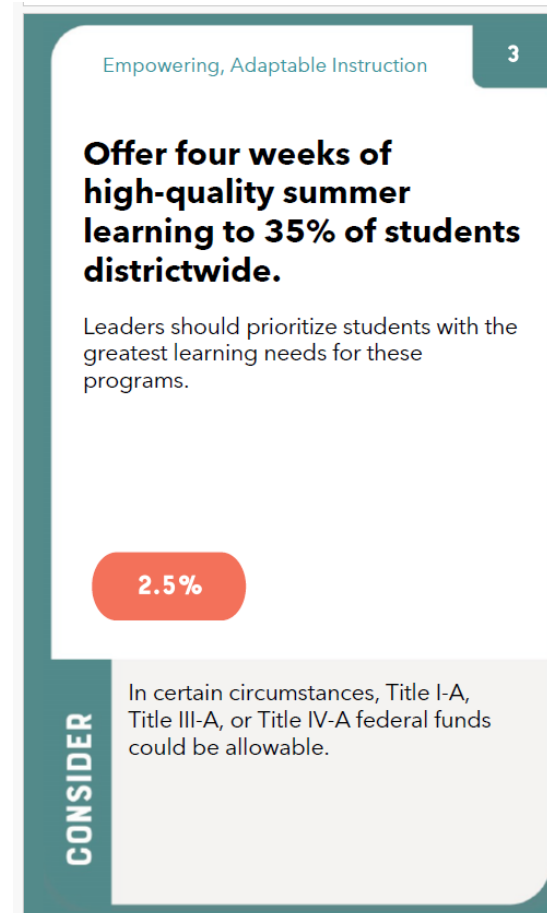 Empowering, Adaptable Instruction
3
Offer four weeks of
high-quality summer
learning to 35% of students
districtwide.
Leaders should prioritize students with the
greatest learning needs for these
programs.
2.5%
CONSIDER
In certain circumstances, Title I-A,
Title III-A, or Title IV-A federal funds
could be allowable.